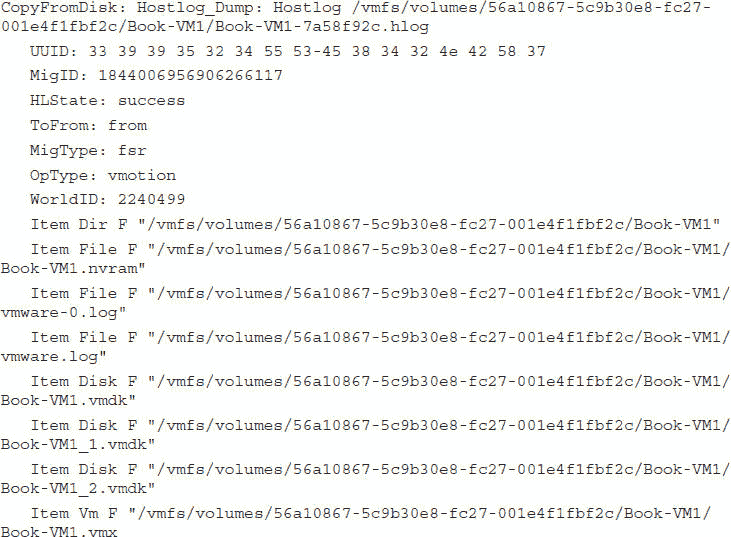 CopyFromDisk: Hostlog_Dump: Hostlog /vmfs/volumes/56a10867-5c9b30e8-fc27-
001e4f1fbf2c/Book-VM1/Book-VM1-7a58f92c.hlog
UUID: 33 39 39 35 32 34 55 53-45 38 34 32 4e 42 58 37
MigID: 1844006956906266117
HLState: success
ToFrom: from
MigType: fsr
OpType: vmotion
WorldID: 2240499
Item Dir F "/vmfs/volumes/56a10867-5c9b30e8-fc27-001e4f1fbf2c/Book-VM1"
Item File F "/vmfs/volumes/56a10867-5c9b30e8-fc27-001e4f1fbf2c/Book-VM1/
Book-VM1.nvram"
Item File F "/vmfs/volumes/56a10867-5c9b30e8-fc27-001e4f1fbf2c/Book-VM1/
vmware-0.log"
Item File F "/vmfs/volumes/56a10867-5c9b30e8-fc27-001e4f1fbf2c/Book-VM1/
vmware.log"
Item Disk F "/vmfs/volumes/56a10867-5c9b30e8-fc27-001e4f1fbf2c/Book-VM1/
Book-VM1.vmdk"
Item Disk F "/vmfs/volumes/56a10867-5c9b30e8-fc27-001e4f1fbf2c/Book-VM1/
Book-VM1_1.vmdk"
Item Disk F "/vmfs/volumes/56a10867-5c9b30e8-fc27-001e4f1fbf2c/Book-VM1/
Book-VM1_2.vmdk"
Item Vm F "/vmfs/volumes/56a10867-5c9b30e8-fc27-001e4f1fbf2c/Book-VM1/
Book-VM1.vmx